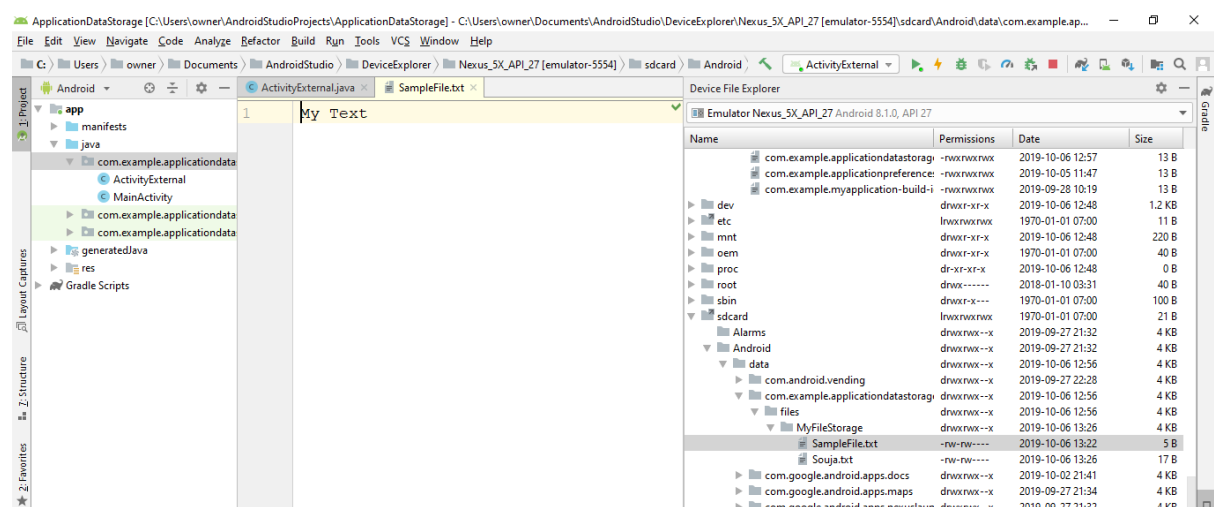 ApplicationDataStorage [C:\Users\owner\AndroidStudioProjects\ApplicationDataStorage] - C:\Users\owner\Documents\AndroidStudio\DeviceExplorer\Nexus_5X_API_27 [emulator-5554]\sdcard\Android\data\com.example.ap...
File Edit View Navigate Code Analyze Refactor Build Run Tools VCS Window Help
C: Users owner Documents AndroidStudio DeviceExplorer Nexus_5X_API_27 [emulator-5554] sdcard Android ActivityExternal
1: Project
Layout Captures
7: Structure
2: Favorites
Android
app
manifests
java
com.example.applicationdata
ActivityExternal
MainActivity
com.example.applicationdata
com.example.applicationdata
generatedJava
res
Gradle Scripts
ActivityExternal.java SampleFile.txt
1 My Text
Device File Explorer
Emulator Nexus_5X_API_27 Android 8.1.0, API 27
Name Permissions Date Size
com.example.applicationdatastorag -rwxrwxrwx 2019-10-06 12:57 13 B
com.example.applicationpreference -rwxrwxrwx 2019-10-05 11:47 13 B
com.example.myapplication-build-i -rwxrwxrwx 2019-09-28 10:19 13 B
dev drwxr-xr-x 2019-10-06 12:48 1.2 KB
etc lrwxrwxrwx 1970-01-01 07:00 11 B
mnt drwxr-xr-x 2019-10-06 12:48 220 B
oem drwxr-xr-x 1970-01-01 07:00 40 B
proc dr-xr-xr-x 2019-10-06 12:48 0 B
root drwx------ 2018-01-10 03:31 40 B
sbin drwxr-x--- 1970-01-01 07:00 100 B
sdcard lrwxrwxrwx 1970-01-01 07:00 21 B
Alarms drwxrwx--x 2019-09-27 21:32 4 KB
Android drwxrwx--x 2019-09-27 21:32 4 KB
data drwxrwx--x 2019-10-06 12:56 4 KB
com.android.vending drwxrwx--x 2019-09-27 22:28 4 KB
com.example.applicationdatastorag drwxrwx--x 2019-10-06 12:56 4 KB
files drwxrwx--x 2019-10-06 12:56 4 KB
MyFileStorage drwxrwx--x 2019-10-06 13:26 4 KB
SampleFile.txt -rw-rw---- 2019-10-06 13:22 5 B
Souja.txt -rw-rw---- 2019-10-06 13:26 17 B
com.google.android.apps.docs drwxrwx--x 2019-10-02 21:41 4 KB
com.google.android.apps.maps drwxrwx--x 2019-09-27 21:34 4 KB
Gradle